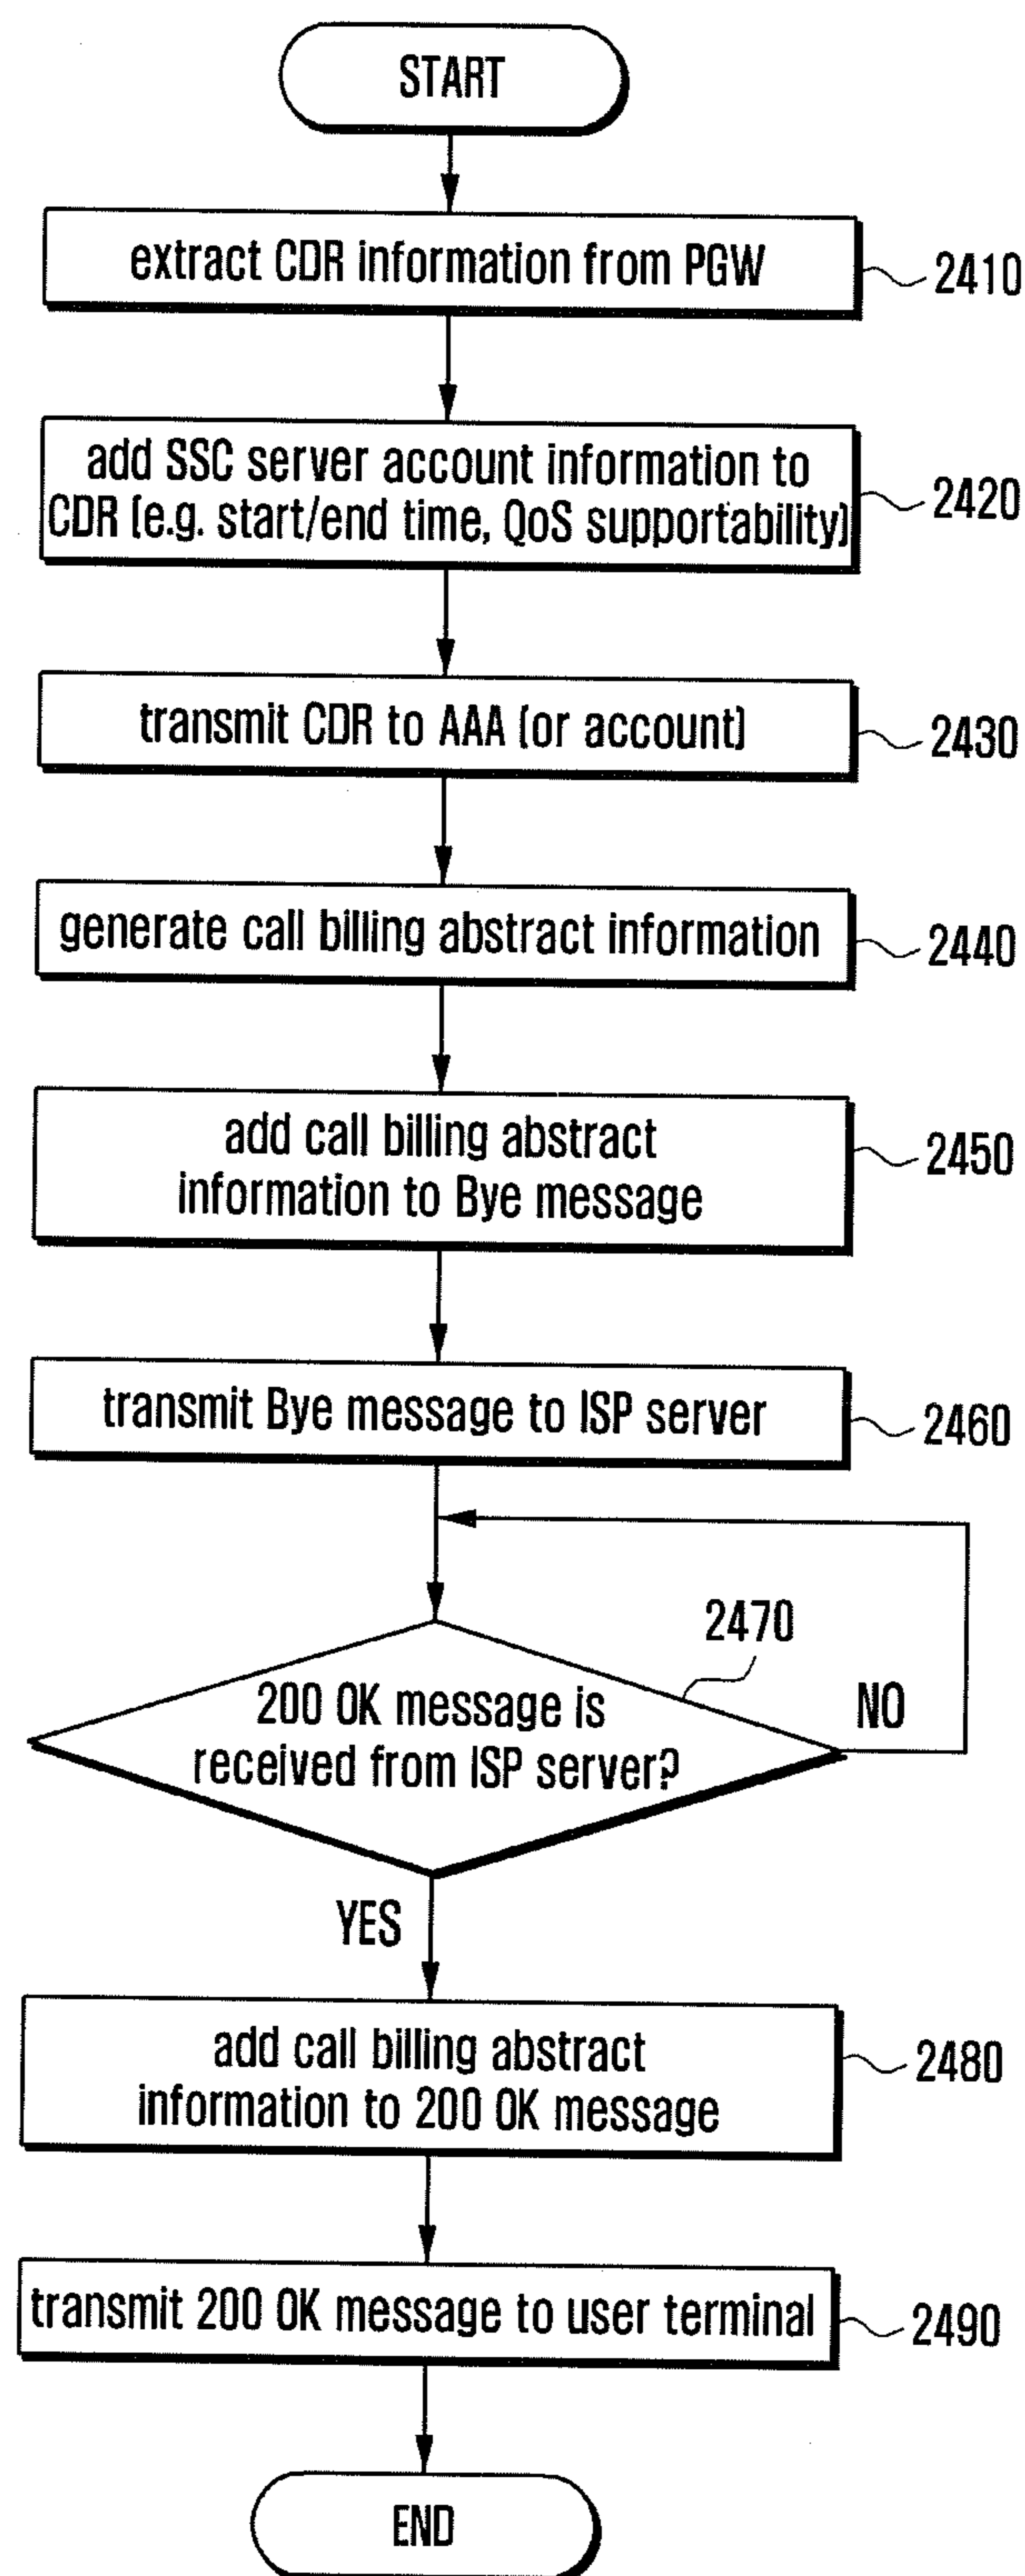 START
extract CDR information from PGW
2410
add SSC server account information to
CDR (e.g. start/end time, QoS supportability)
2420
transmit CDR to AAA (or account)
2430
generate call billing abstract information
2440
add call billing abstract
information to Bye message
2450
transmit Bye message to ISP server
2460
2470
200 OK message is
received from ISP server?
NO
YES
add call billing abstract
information to 200 OK message
2480
transmit 200 OK message to user terminal
2490
END